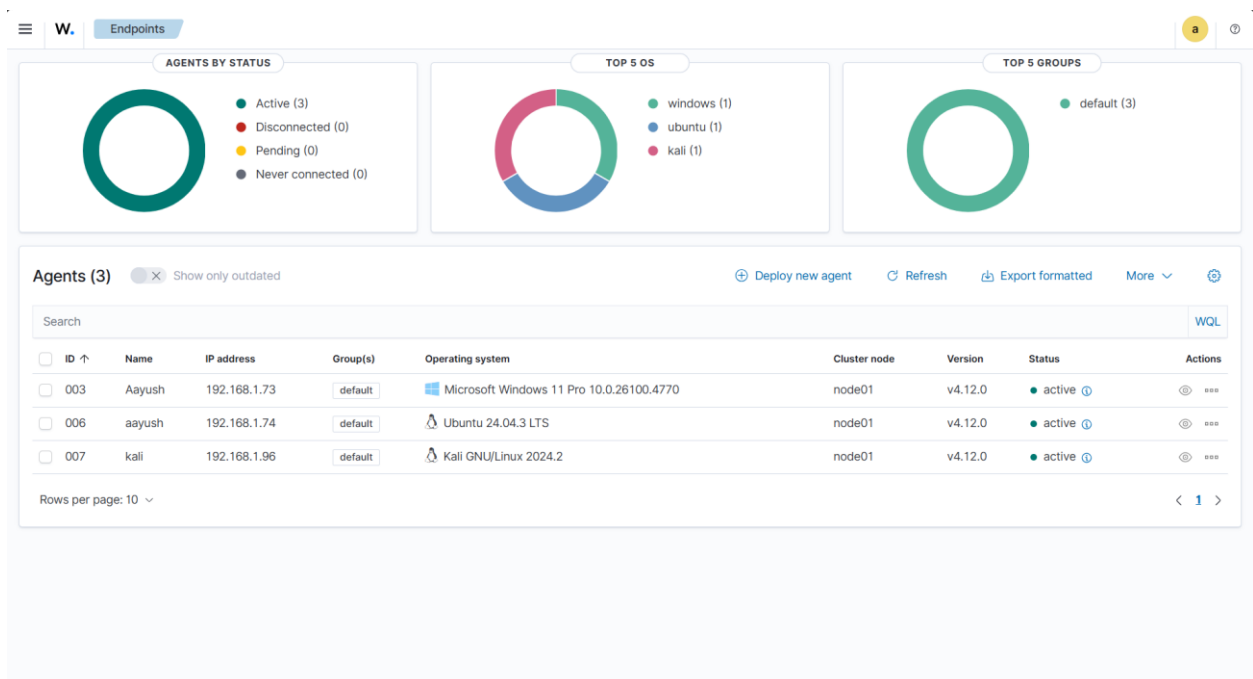 W. Endpoints a
AGENTS BY STATUS
Active (3)
Disconnected (0)
Pending (0)
Never connected (0)
TOP 5 OS
windows (1)
ubuntu (1)
kali (1)
TOP 5 GROUPS
default (3)
Agents (3) Show only outdated Deploy new agent Refresh Export formatted More
Search WQL
ID Name IP address Group(s) Operating system Cluster node Version Status Actions
003 Aayush 192.168.1.73 default Microsoft Windows 11 Pro 10.0.26100.4770 node01 v4.12.0 active
006 aayush 192.168.1.74 default Ubuntu 24.04.3 LTS node01 v4.12.0 active
007 kali 192.168.1.96 default Kali GNU/Linux 2024.2 node01 v4.12.0 active
Rows per page: 10 1